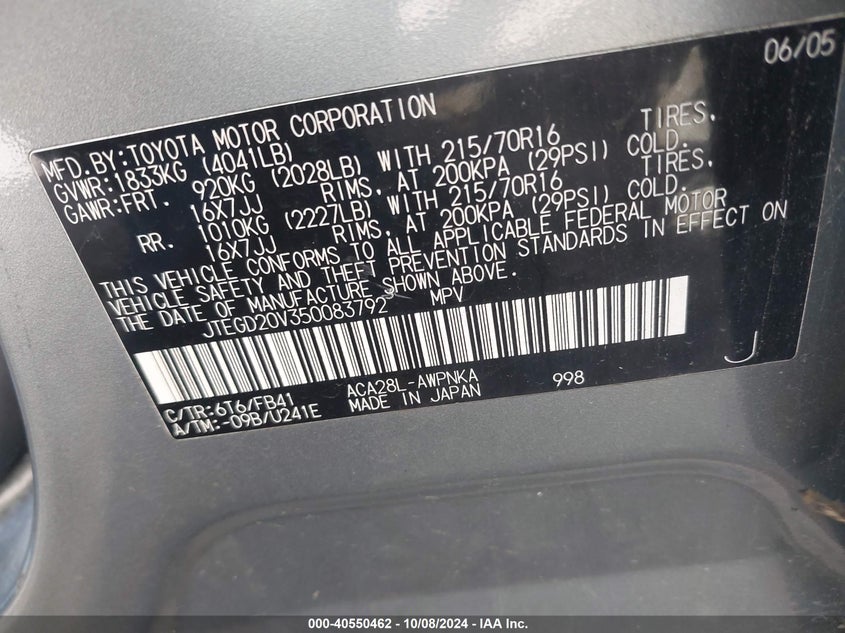 06/05
MFD.BY:TOYOTA MOTOR CORPORATION
GVWR:1833KG (4041LB)
GAWR:FRT. 920KG (2028LB) WITH 215/70R16 TIRES,
16X7JJ RIMS, AT 200KPA (29PSI) COLD.
RR. 1010KG (2227LB) WITH 215/70R16 TIRES,
16X7JJ RIMS, AT 200KPA (29PSI) COLD.
THIS VEHICLE CONFORMS TO ALL APPLICABLE FEDERAL MOTOR
VEHICLE SAFETY AND THEFT PREVENTION STANDARDS IN EFFECT ON
THE DATE OF MANUFACTURE SHOWN ABOVE.
JTEGD20V350083792 MPV
J
C/TR:6T6/FB41 ACA28L-AWPNKA 998
A/TM:-09B/U241E MADE IN JAPAN
000-40550462 - 10/08/2024 - IAA Inc.